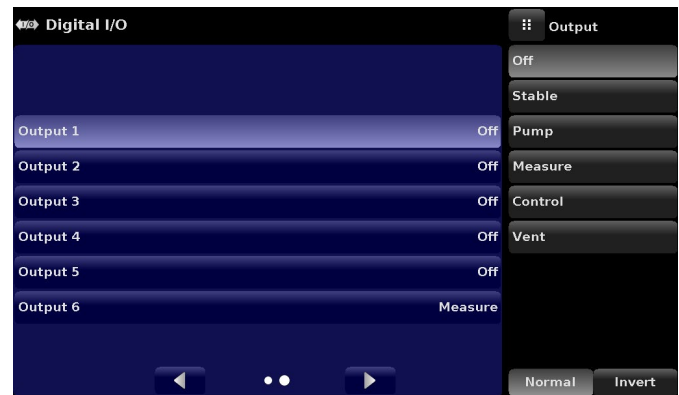 I/O Digital I/O
Output 1 Off
Output 2 Off
Output 3 Off
Output 4 Off
Output 5 Off
Output 6 Measure
Output
Off
Stable
Pump
Measure
Control
Vent
Normal Invert